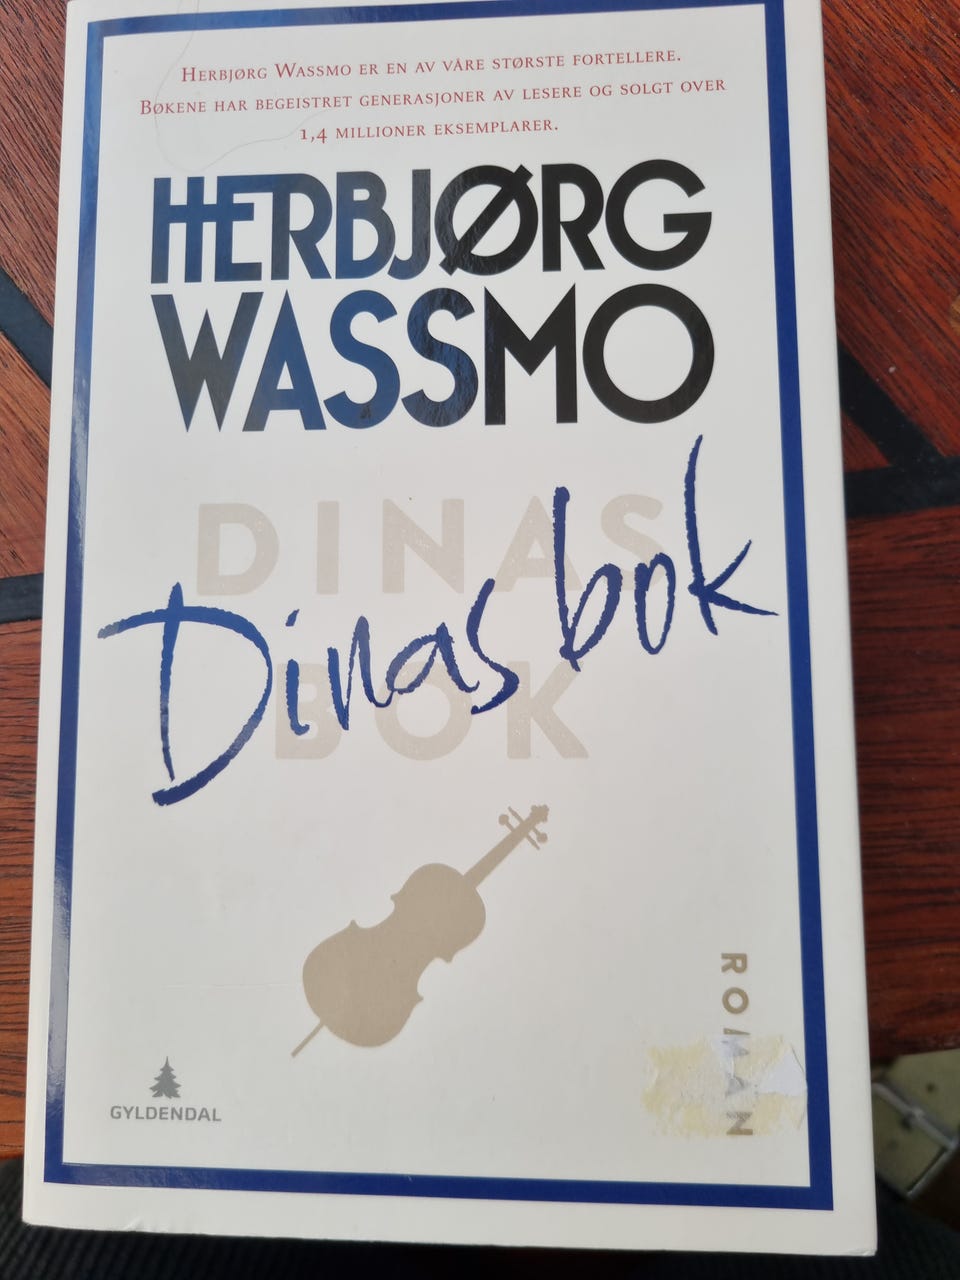 Herbjørg Wassmo er en av våre største fortellere.
Bøkene har begeistret generasjoner av lesere og solgt over
1,4 millioner eksemplarer.
HERBJØRG
WASSMO
DINAS
BOK
Dinas bok
ROMAN
GYLDENDAL